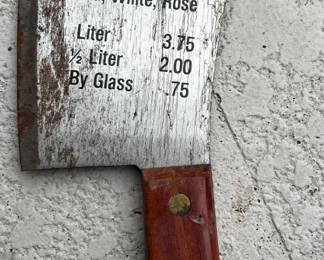 White, Rose
Liter 3.75
½ Liter 2.00
By Glass .75